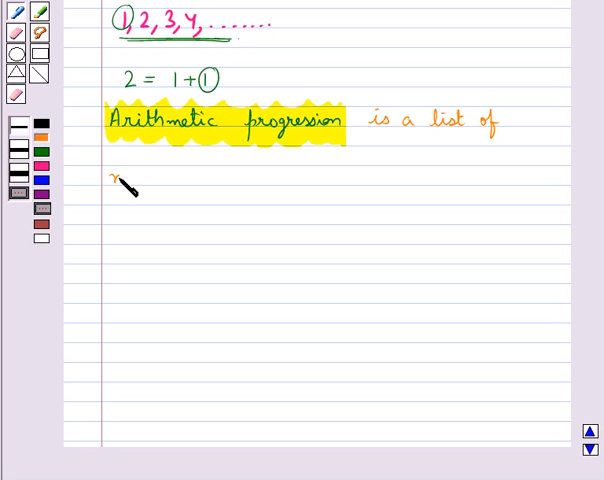 1, 2, 3, 4, ........
2 = 1 + 1
Arithmetic progression is a list of